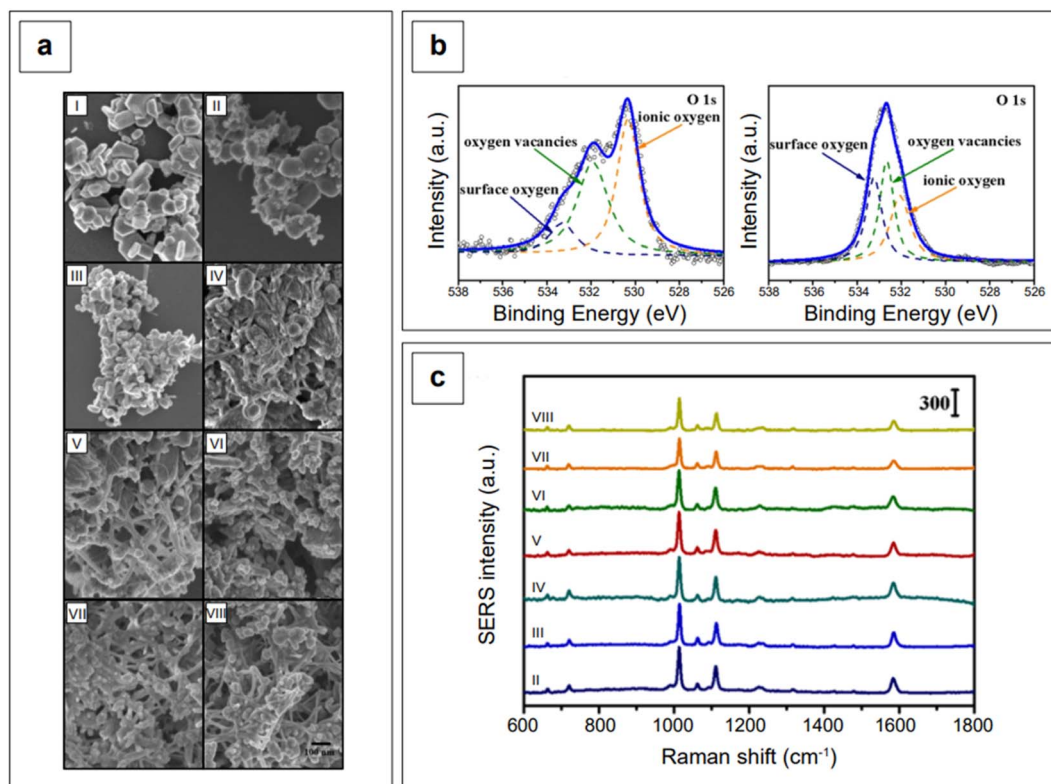 a
I
II
III
IV
V
VI
VII
VIII
100 nm
b
Intensity (a.u.)
O 1s
ionic oxygen
oxygen vacancies
surface oxygen
538 536 534 532 530 528 526
Binding Energy (eV)
Intensity (a.u.)
O 1s
surface oxygen
oxygen vacancies
ionic oxygen
538 536 534 532 530 528 526
Binding Energy (eV)
c
300
SERS intensity (a.u.)
VIII
VII
VI
V
IV
III
II
600 800 1000 1200 1400 1600 1800
Raman shift (cm⁻¹)